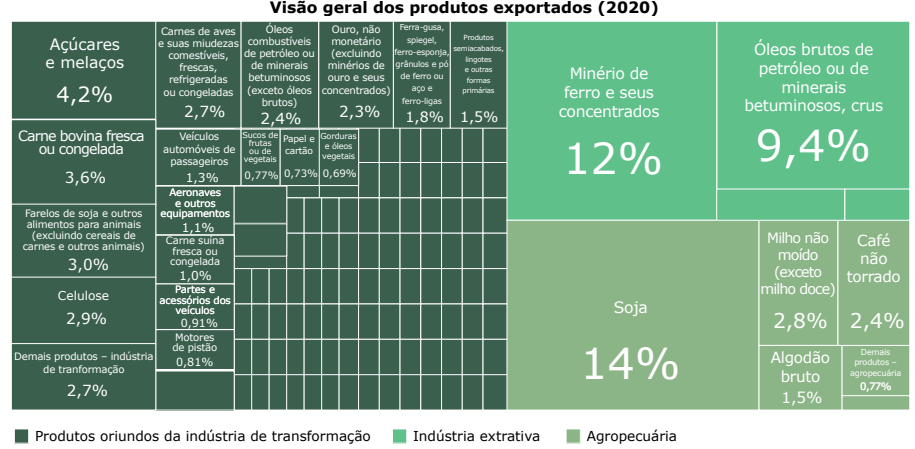 Visão geral dos produtos exportados (2020)
Açúcares
e melaços
4,2%
Carne bovina fresca
ou congelada
3,6%
Farelos de soja e outros
alimentos para animais
(excluindo cereais de
carnes e outros animais)
3,0%
Celulose
2,9%
Demais produtos – indústria
de tranformação
2,7%
Carnes de aves
e suas miudezas
comestíveis,
frescas,
refrigeradas
ou congeladas
2,7%
Óleos
combustíveis
de petróleo ou
de minerais
betuminosos
(exceto óleos
brutos)
2,4%
Ouro, não
monetário
(excluindo
minérios de
ouro e seus
concentrados)
2,3%
Ferra-gusa,
spiegel,
ferro-esponja,
grânulos e pó
de ferro ou
aço e
ferro-ligas
1,8%
Produtos
semiacabados,
lingotes
e outras
formas
primárias
1,5%
Veículos
automóveis de
passageiros
1,3%
Sucos de
frutas
ou de
vegetais
0,77%
Papel e
cartão
0,73%
Gorduras
e óleos
vegetais
0,69%
Aeronaves
e outros
equipamentos
1,1%
Carne suína
fresca ou
congelada
1,0%
Partes e
acessórios dos
veículos
0,91%
Motores
de pistão
0,81%
Minério de
ferro e seus
concentrados
12%
Óleos brutos de
petróleo ou de
minerais
betuminosos, crus
9,4%
Soja
14%
Milho não
moído
(exceto
milho doce)
2,8%
Café
não
torrado
2,4%
Algodão
bruto
1,5%
Demais
produtos –
agropecuária
0,77%
Produtos oriundos da indústria de transformação
Indústria extrativa
Agropecuária